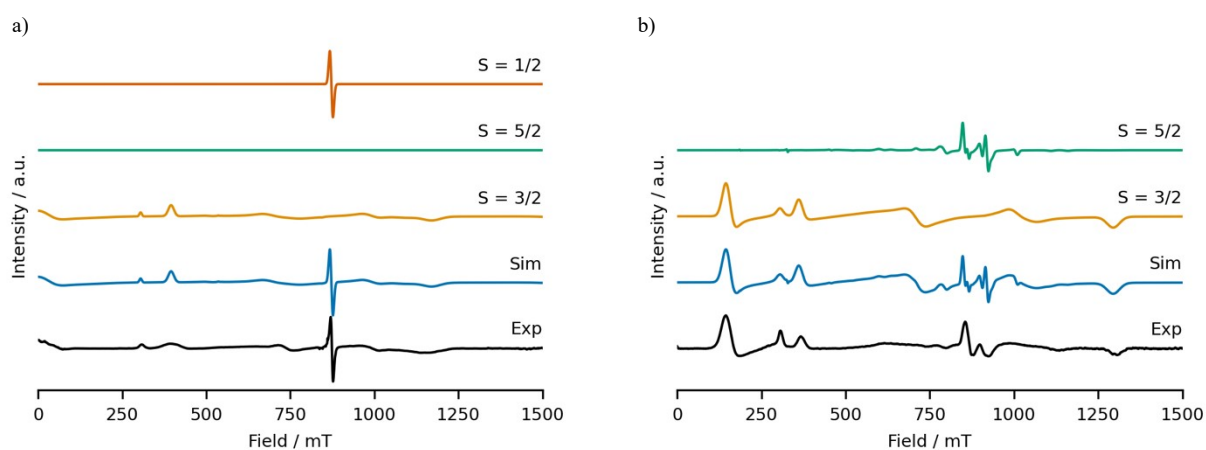 a)
S = 1/2
S = 5/2
S = 3/2
Sim
Exp
Intensity / a.u.
0 250 500 750 1000 1250 1500
Field / mT
b)
S = 5/2
S = 3/2
Sim
Exp
Intensity / a.u.
0 250 500 750 1000 1250 1500
Field / mT